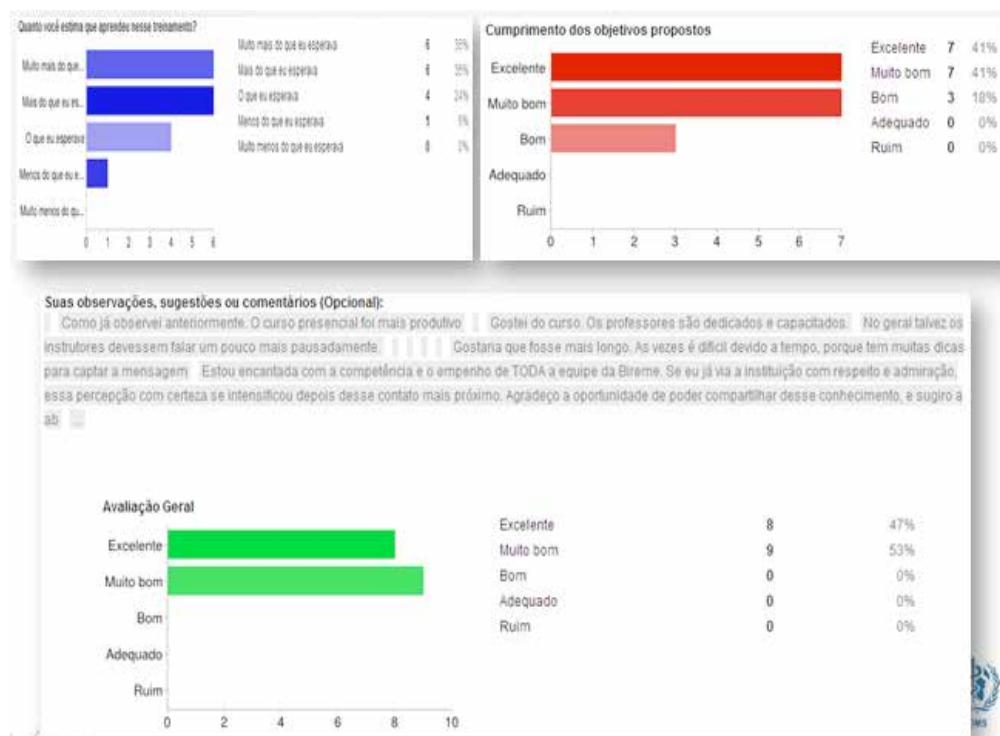 Quanto você estima que aprendeu nesse treinamento?
Muito mais do que...
Mais do que eu es...
O que eu esperava
Menos do que eu e...
Muito menos do qu...
0 1 2 3 4 5 6
Muito mais do que eu esperava 6 35%
Mais do que eu esperava 6 35%
O que eu esperava 4 24%
Menos do que eu esperava 1 6%
Muito menos do que eu esperava 0 0%
Cumprimento dos objetivos propostos
Excelente
Muito bom
Bom
Adequado
Ruim
0 1 2 3 4 5 6 7
Excelente 7 41%
Muito bom 7 41%
Bom 3 18%
Adequado 0 0%
Ruim 0 0%
Suas observações, sugestões ou comentários (Opcional):
Como já observei anteriormente. O curso presencial foi mais produtivo Gostei do curso. Os professores são dedicados e capacitados. No geral talvez os
instrutores devessem falar um pouco mais pausadamente. Gostaria que fosse mais longo. As vezes é dificil devido a tempo, porque tem muitas dicas
para captar a mensagem Estou encantada com a competência e o empenho de TODA a equipe da Bireme. Se eu já via a instituição com respeito e admiração,
essa percepção com certeza se intensificou depois desse contato mais próximo. Agradeço a oportunidade de poder compartilhar desse conhecimento, e sugiro a
ab ...
Avaliação Geral
Excelente
Muito bom
Bom
Adequado
Ruim
0 2 4 6 8 10
Excelente 8 47%
Muito bom 9 53%
Bom 0 0%
Adequado 0 0%
Ruim 0 0%